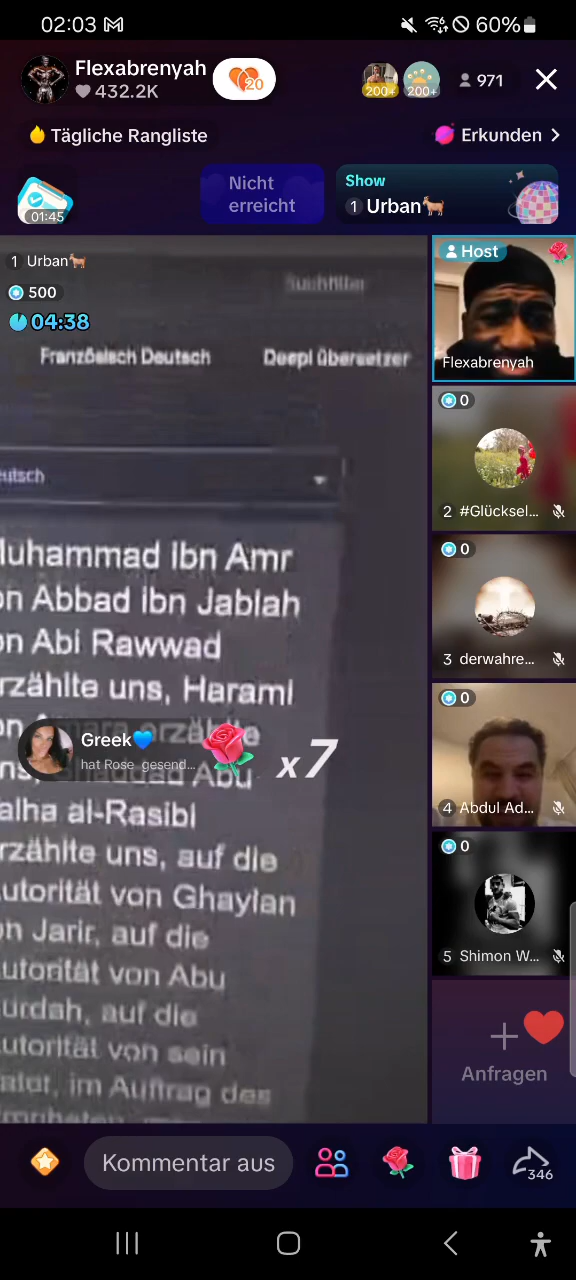 02:03
60%
Flexabrenyah
432.2K
20
200+
200+
971
Tägliche Rangliste
Erkunden
01:45
Nicht
erreicht
Show
1 Urban
1 Urban
500
04:38
Suchfilter
Französisch Deutsch
Deepl übersetzer
eutsch
luhammad ibn Amr
on Abbad ibn Jablah
on Abi Rawwad
rzählte uns, Harami
erzählte
Abu
alha al-Rasibi
rzählte uns, auf die
utorität von Ghaylan
on Jarir, auf die
utorität von Abu
urdah, auf die
utorität von sein
im Auftrag des
Greek
hat Rose gesend...
x7
Host
Flexabrenyah
0
2 #Glücksel...
0
3 derwahre...
0
4 Abdul Ad...
0
5 Shimon W...
Anfragen
Kommentar aus
346